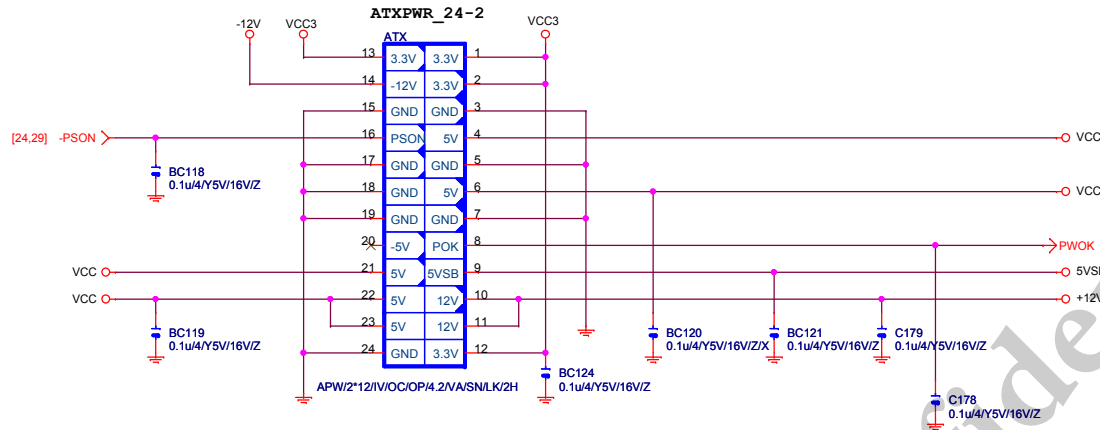 ATXPWR_24-2
-12V VCC3 VCC3
ATX
13 3.3V 3.3V 1
14 -12V 3.3V 2
15 GND GND 3
[24,29] -PSON 16 PSON 5V 4 VCC
17 GND GND 5
BC118
0.1u/4/Y5V/16V/Z
18 GND 5V 6 VCC
19 GND GND 7
20 -5V POK 8 PWOK
VCC 21 5V 5VSB 9 5VSB
VCC 22 5V 12V 10 +12V
23 5V 12V 11
BC119
0.1u/4/Y5V/16V/Z
BC120
0.1u/4/Y5V/16V/Z/X
BC121
0.1u/4/Y5V/16V/Z
C179
0.1u/4/Y5V/16V/Z
24 GND 3.3V 12
BC124
0.1u/4/Y5V/16V/Z
APW/2*12/IV/OC/OP/4.2/VA/SN/LK/2H
C178
0.1u/4/Y5V/16V/Z
fide